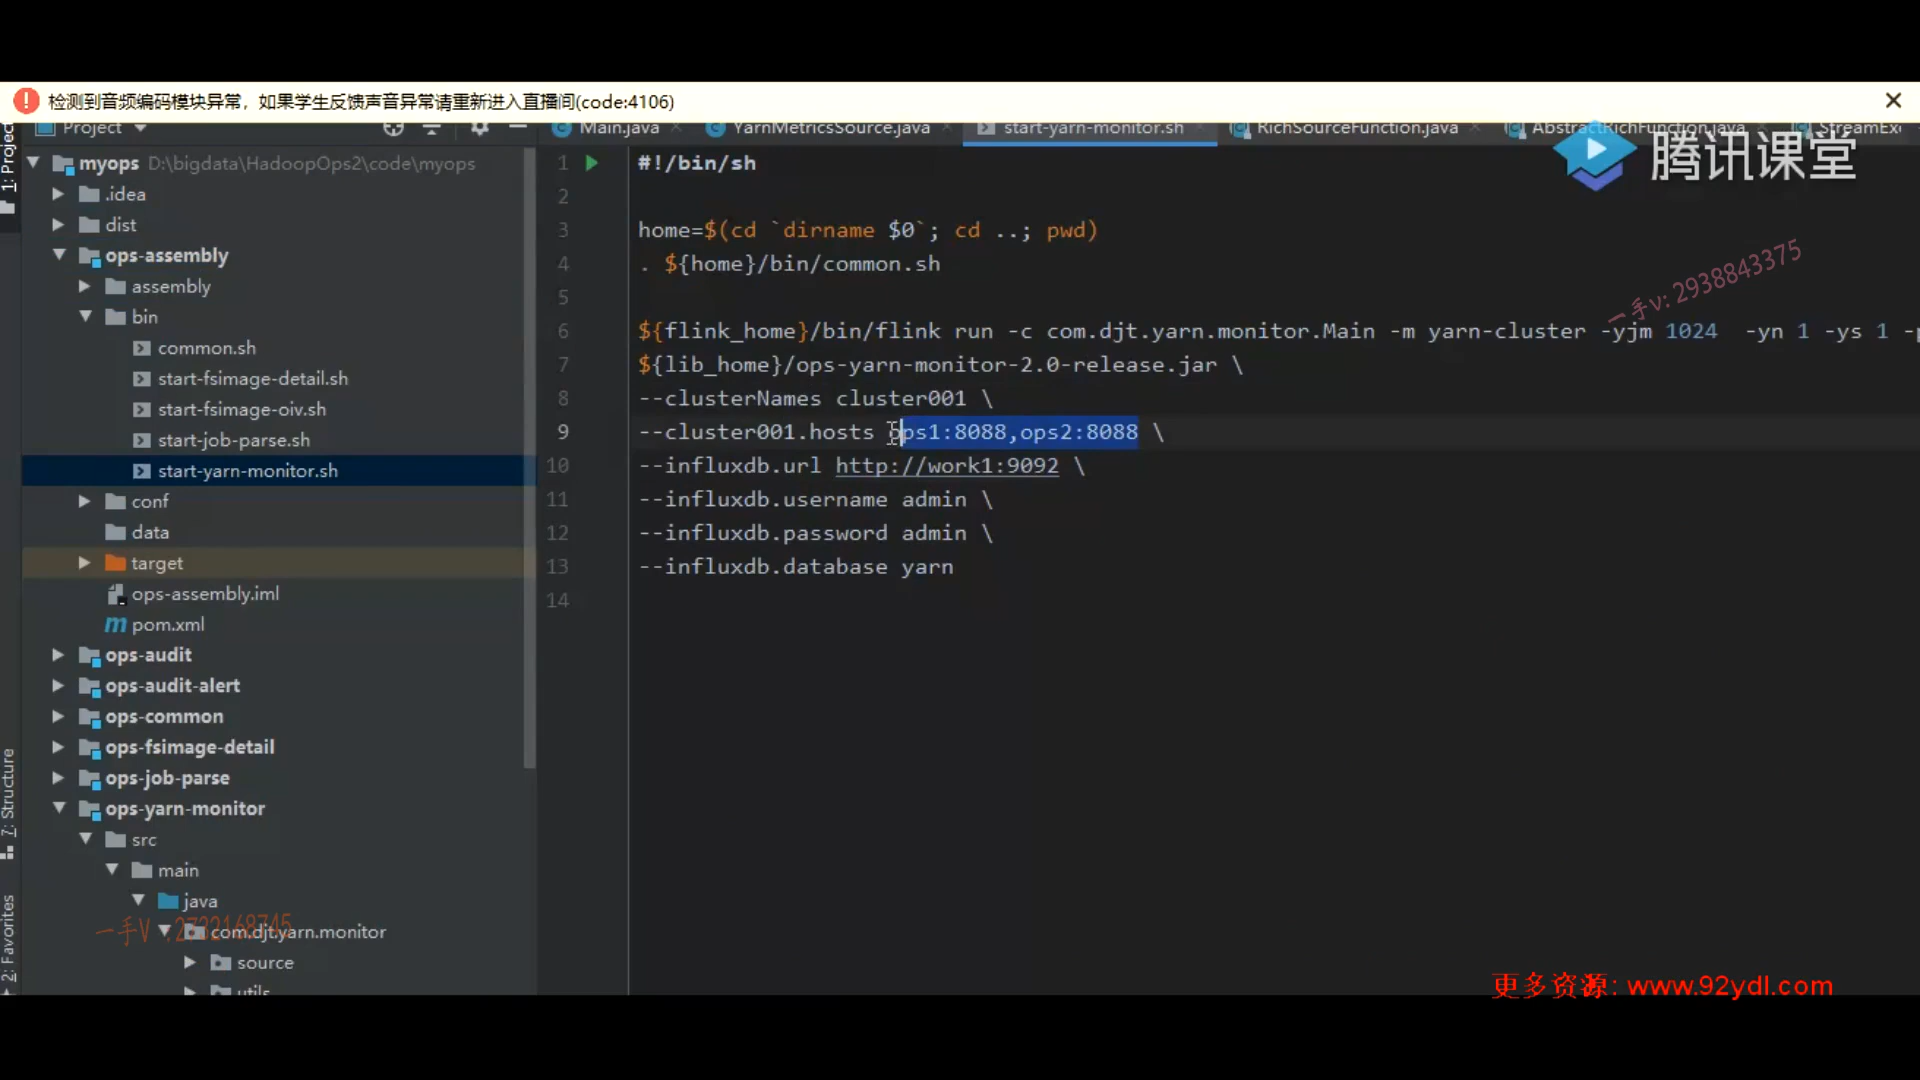 检测到音频编码模块异常，如果学生反馈声音异常请重新进入直播间(code:4106)
Project
Main.java
YarnMetricsSource.java
start-yarn-monitor.sh
RichSourceFunction.java
AbstractRichFunction.java
腾讯课堂
一手v: 2938843375
1: Project
myops D:\bigdata\HadoopOps2\code\myops
.idea
dist
ops-assembly
assembly
bin
common.sh
start-fsimage-detail.sh
start-fsimage-oiv.sh
start-job-parse.sh
start-yarn-monitor.sh
conf
data
target
ops-assembly.iml
pom.xml
ops-audit
ops-audit-alert
ops-common
ops-fsimage-detail
ops-job-parse
ops-yarn-monitor
src
main
java
com.djt.yarn.monitor
source
utils
7: Structure
2: Favorites
1 #!/bin/sh
2
3 home=$(cd `dirname $0`; cd ..; pwd)
4 . ${home}/bin/common.sh
5
6 ${flink_home}/bin/flink run -c com.djt.yarn.monitor.Main -m yarn-cluster -yjm 1024 -yn 1 -ys 1
7 ${lib_home}/ops-yarn-monitor-2.0-release.jar \
8 --clusterNames cluster001 \
9 --cluster001.hosts ops1:8088,ops2:8088 \
10 --influxdb.url http://work1:9092 \
11 --influxdb.username admin \
12 --influxdb.password admin \
13 --influxdb.database yarn
14
更多资源: www.92ydl.com